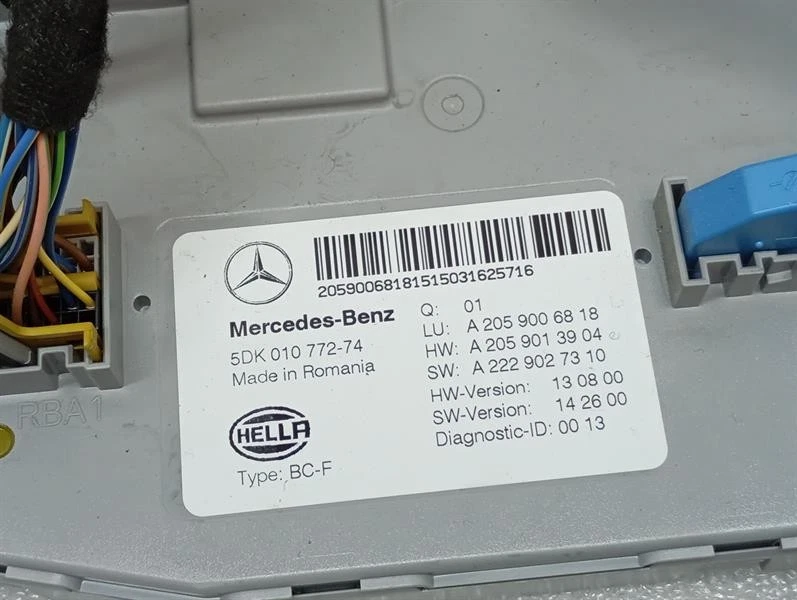 20590068181515031625716
Mercedes-Benz
5DK 010 772-74
Made in Romania
HELLA
Type: BC-F
Q: 01
LU: A 205 900 68 18
HW: A 205 901 39 04
SW: A 222 902 73 10
HW-Version: 13 08 00
SW-Version: 14 26 00
Diagnostic-ID: 00 13
RBA1